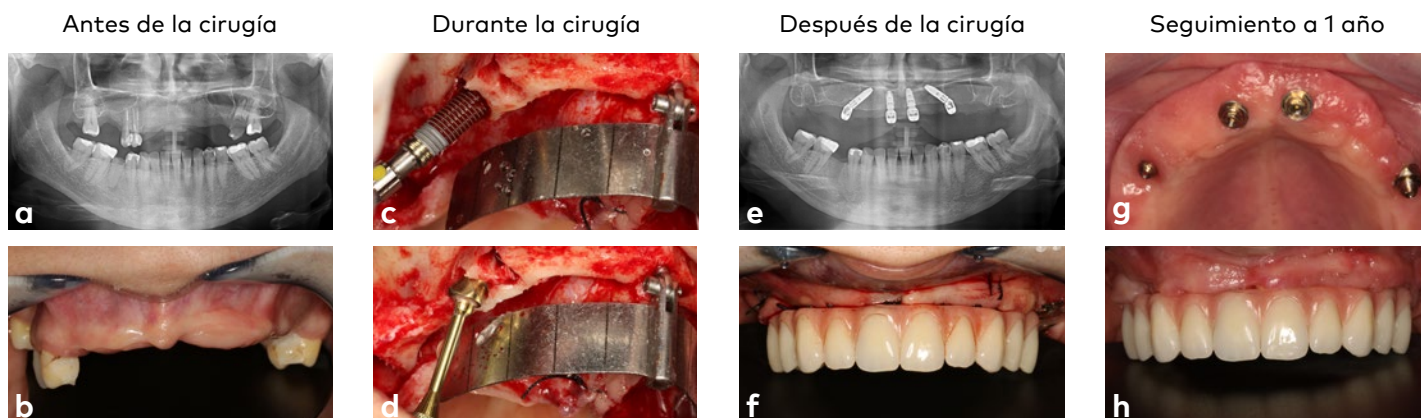 Antes de la cirugía
Durante la cirugía
Después de la cirugía
Seguimiento a 1 año
a
c
e
g
b
d
f
h